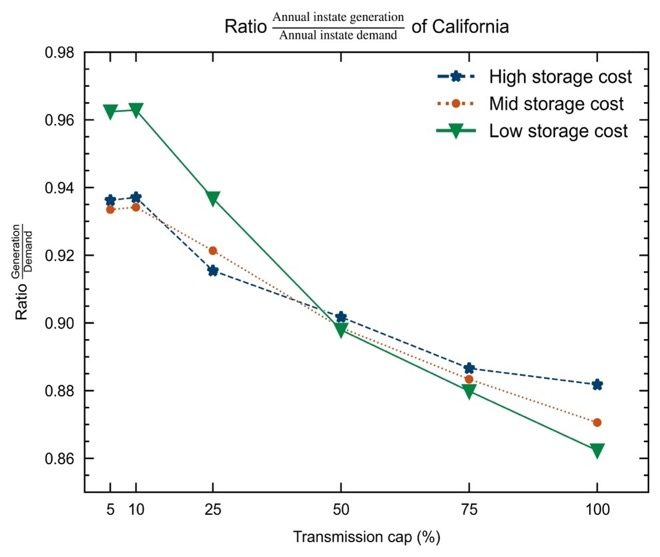 Ratio Annual instate generation / Annual instate demand of California
0.98
0.96
0.94
0.92
0.90
0.88
0.86
Ratio Generation / Demand
High storage cost
Mid storage cost
Low storage cost
5 10 25 50 75 100
Transmission cap (%)